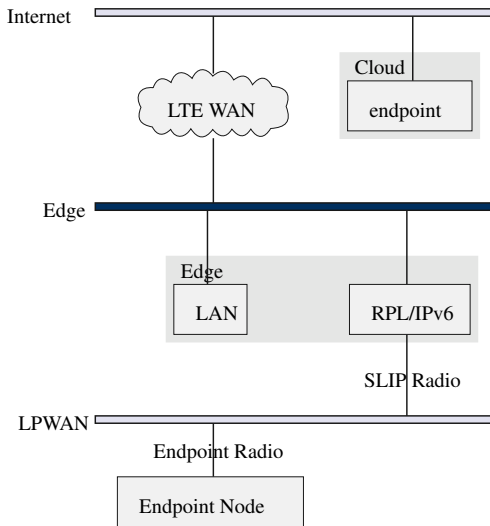 Internet
Cloud
LTE WAN
endpoint
Edge
Edge
LAN
RPL/IPv6
SLIP Radio
LPWAN
Endpoint Radio
Endpoint Node